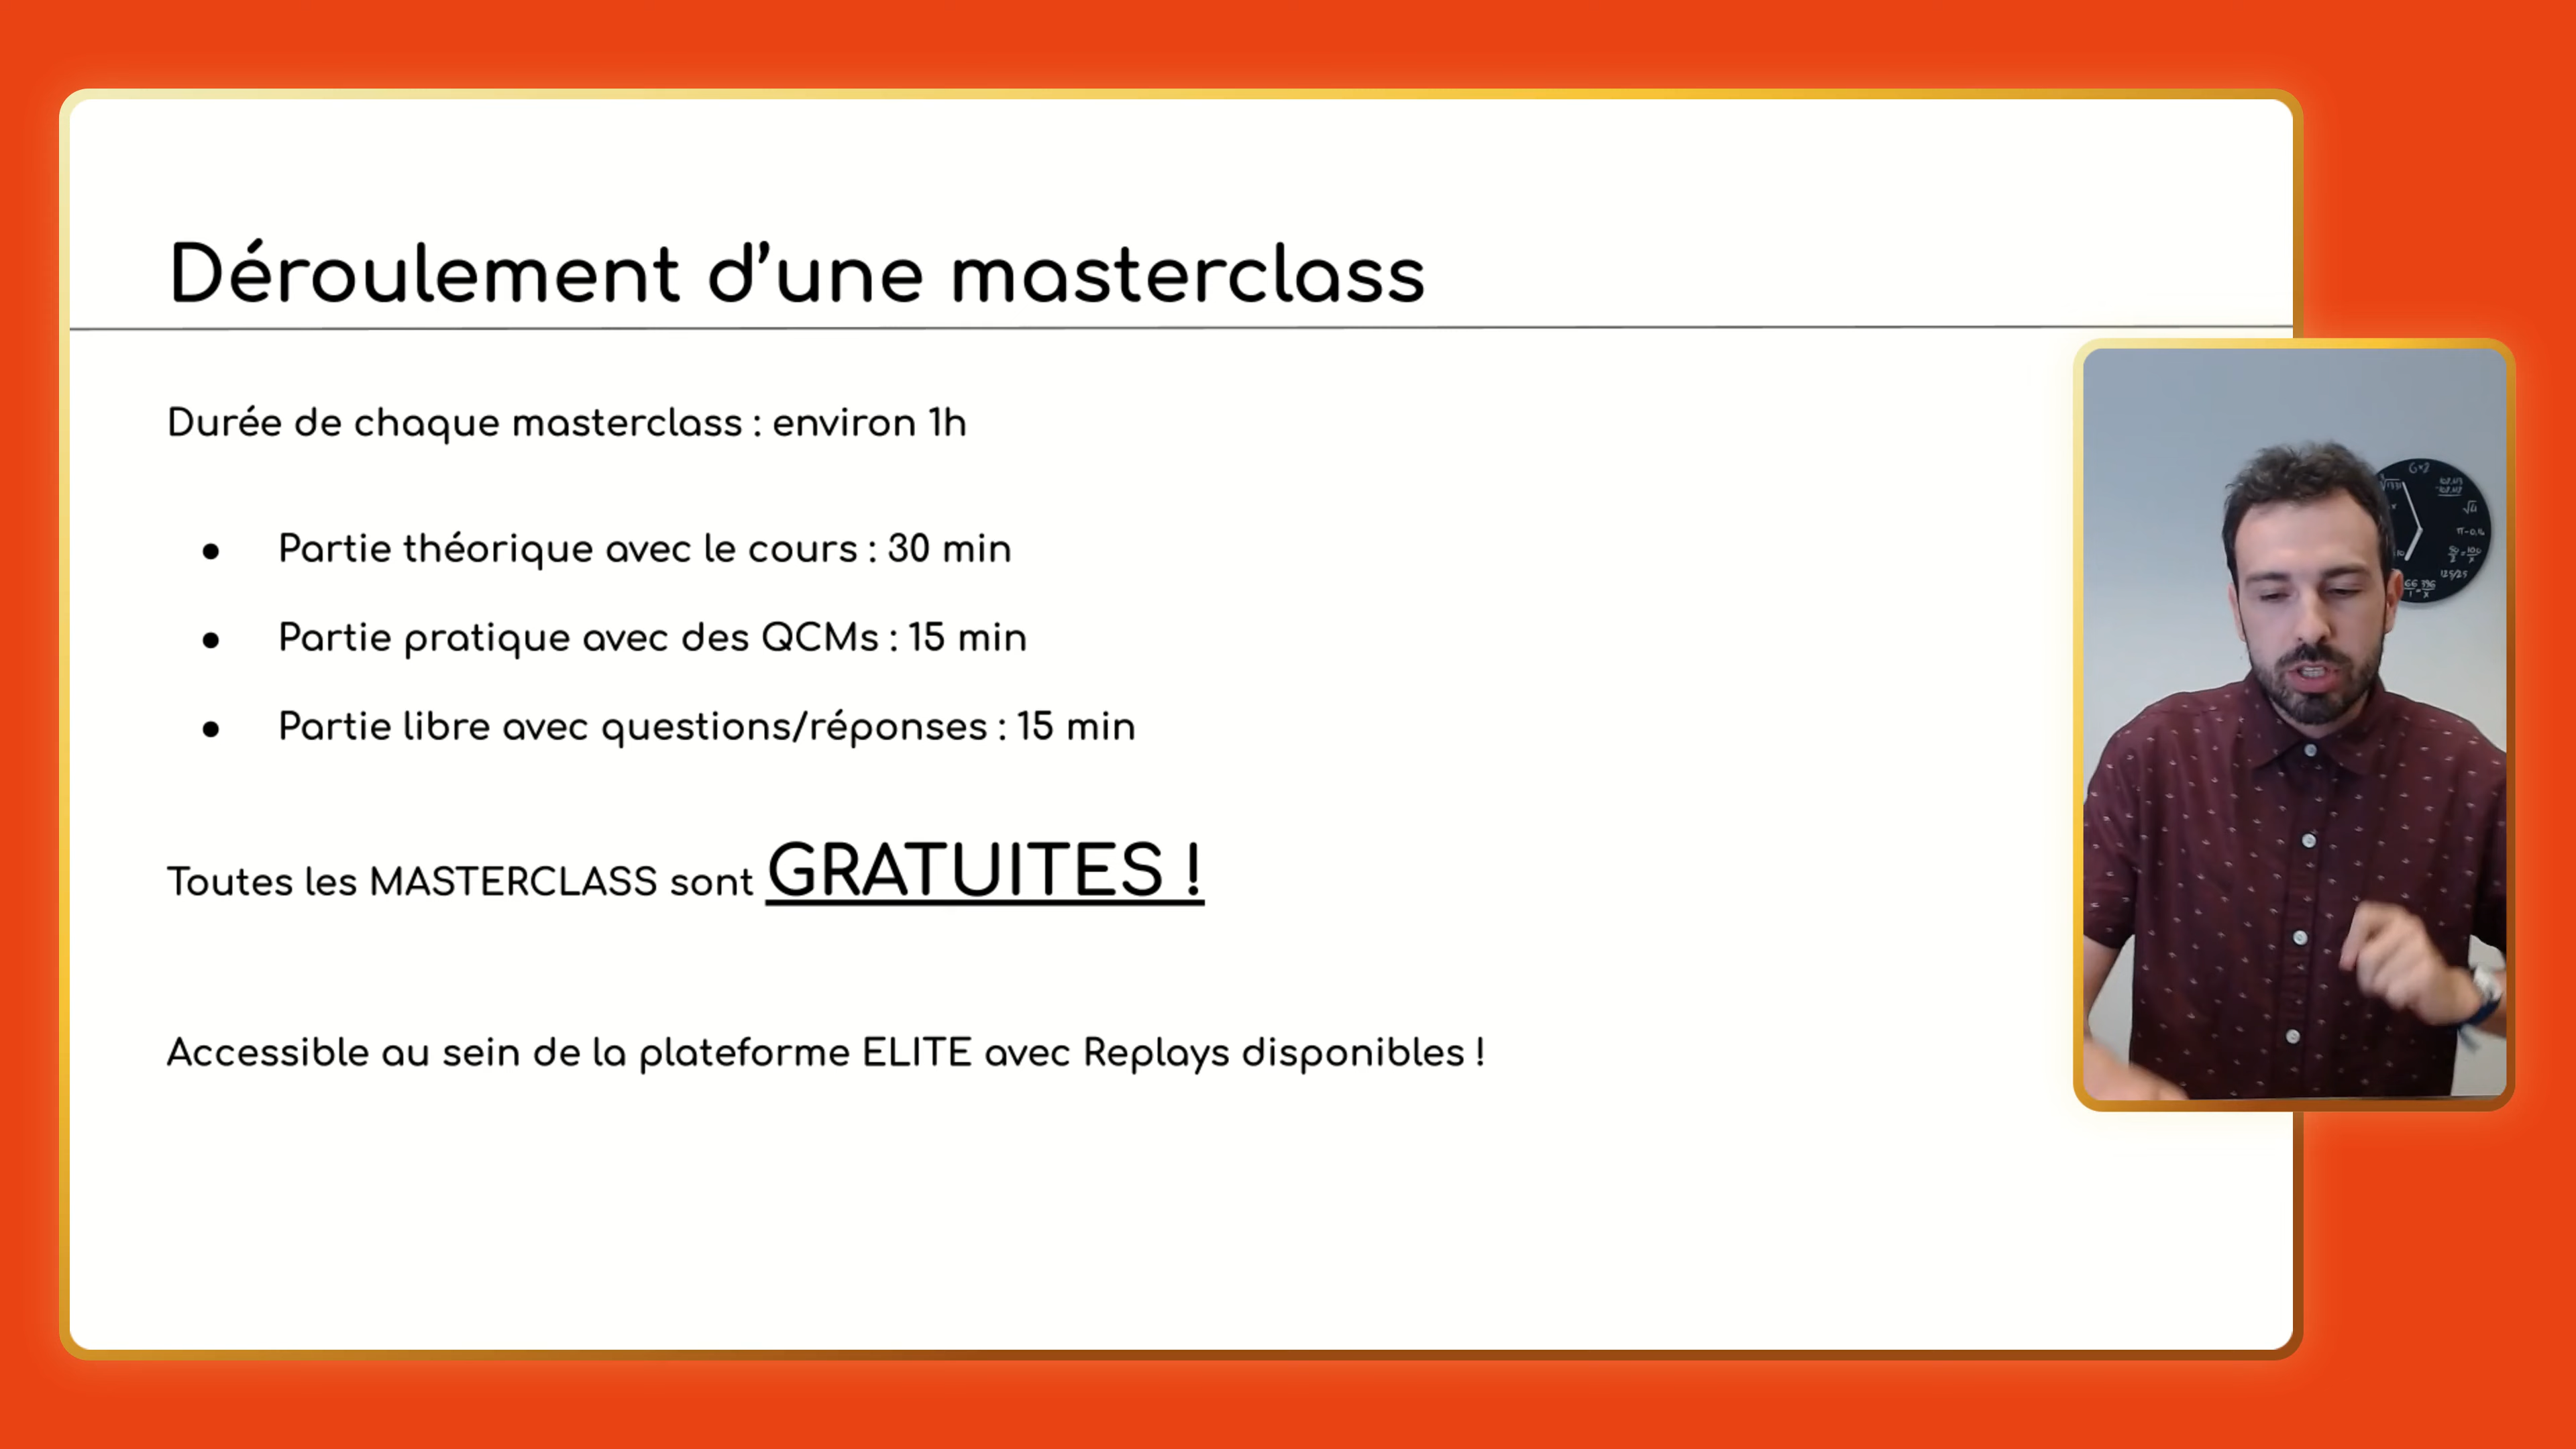 Déroulement d’une masterclass
Durée de chaque masterclass : environ 1h
● Partie théorique avec le cours : 30 min
● Partie pratique avec des QCMs : 15 min
● Partie libre avec questions/réponses : 15 min
Toutes les MASTERCLASS sont GRATUITES !
Accessible au sein de la plateforme ELITE avec Replays disponibles !